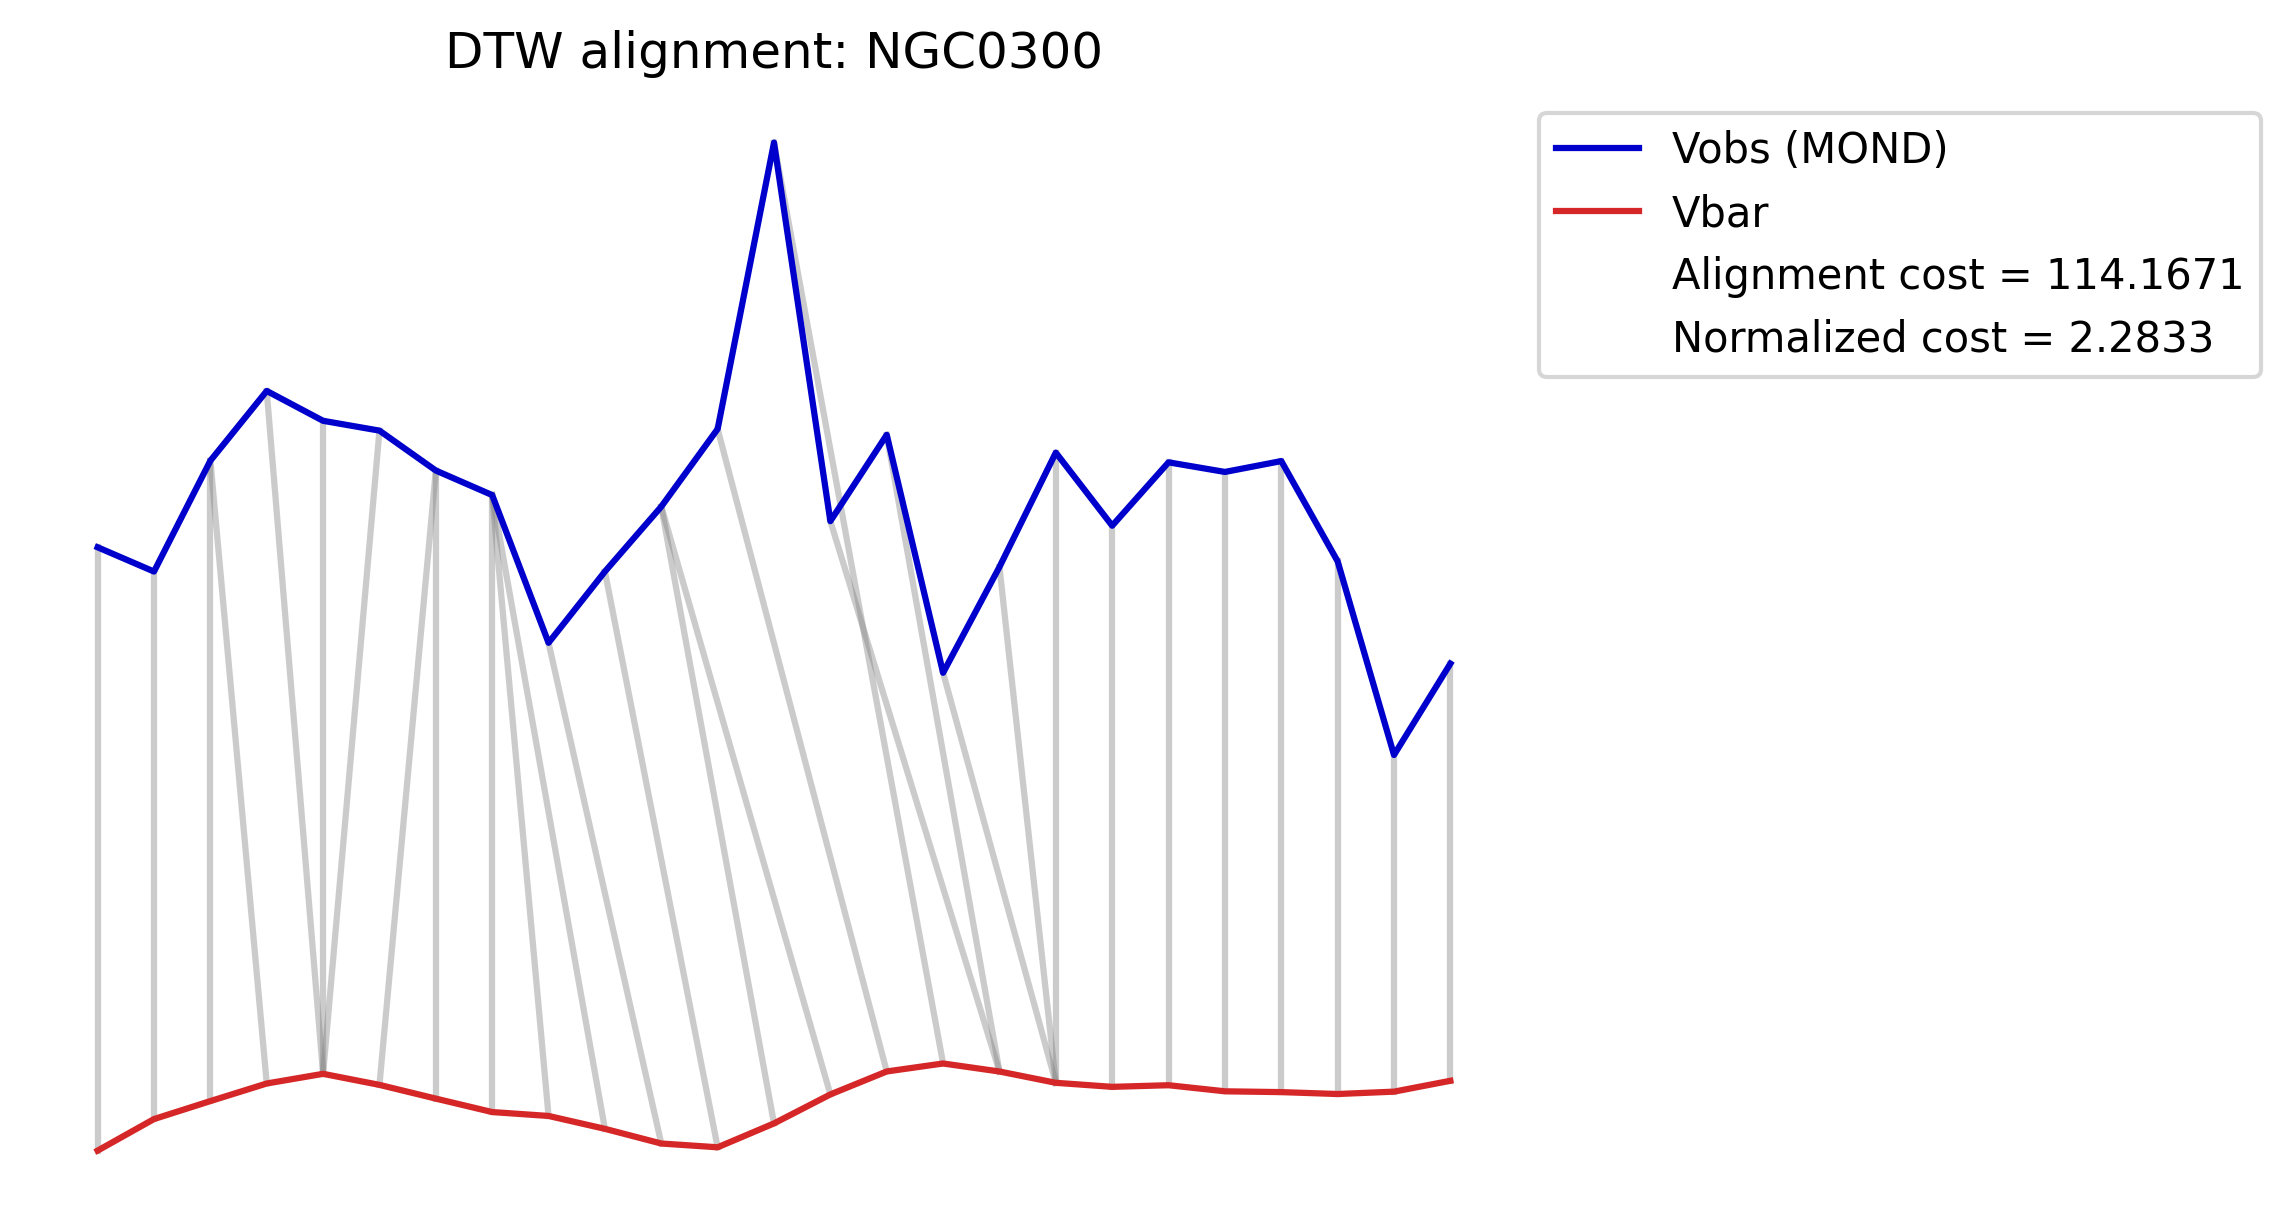 DTW alignment: NGC0300
Vobs (MOND)
Vbar
Alignment cost = 114.1671
Normalized cost = 2.2833